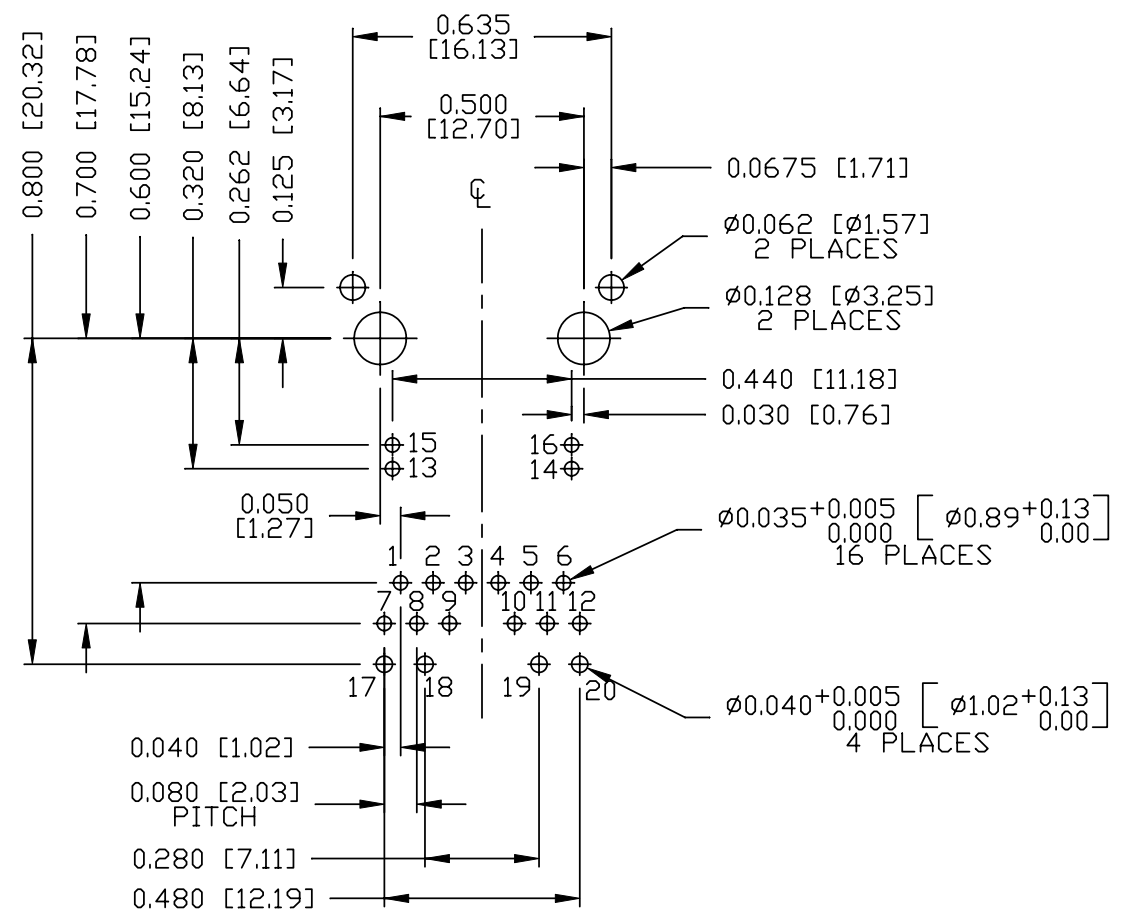 0.635
[16.13]
0.800 [20.32]
0.700 [17.78]
0.600 [15.24]
0.320 [8.13]
0.262 [6.64]
0.125 [3.17]
0.500
[12.70]
0.0675 [1.71]
℄
Ø0.062 [Ø1.57]
2 PLACES
Ø0.128 [Ø3.25]
2 PLACES
0.440 [11.18]
0.030 [0.76]
15 16
13 14
0.050
[1.27]
Ø0.035+0.005 [Ø0.89+0.13]
0.000 0.00
16 PLACES
1 2 3 4 5 6
7 8 9 10 11 12
17 18 19 20
Ø0.040+0.005 [Ø1.02+0.13]
0.000 0.00
4 PLACES
0.040 [1.02]
0.080 [2.03]
PITCH
0.280 [7.11]
0.480 [12.19]